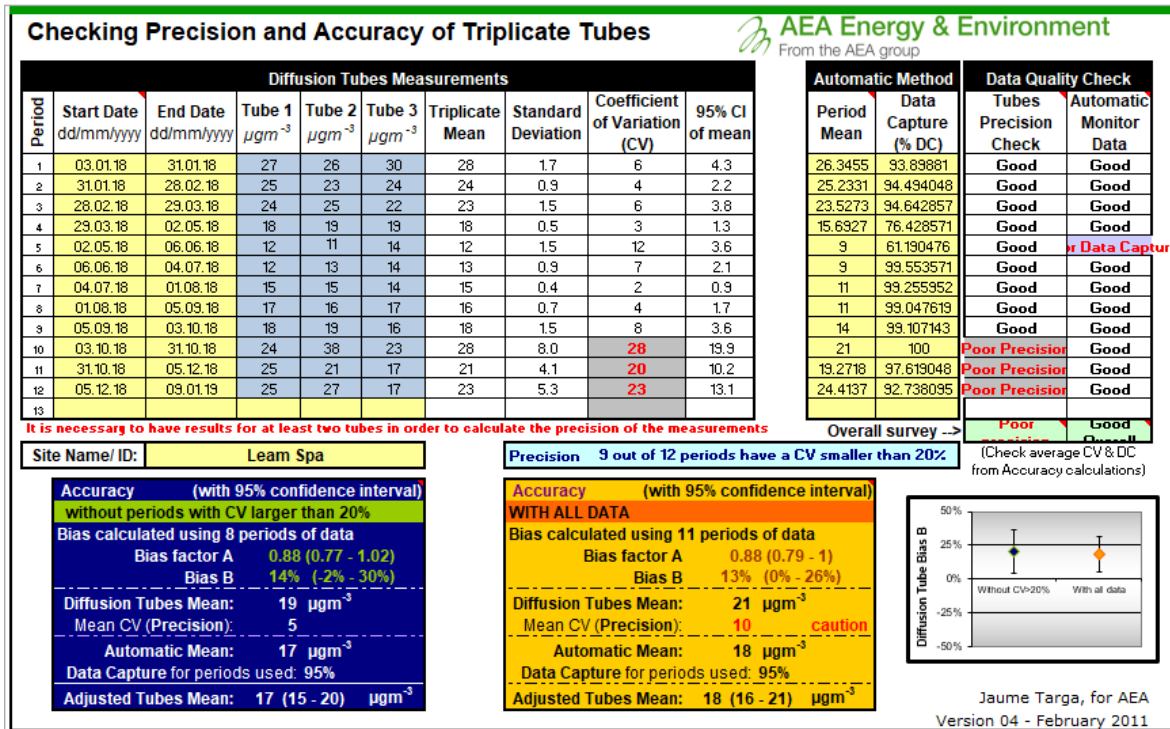 Checking Precision and Accuracy of Triplicate Tubes
AEA Energy & Environment
From the AEA group
Diffusion Tubes Measurements
Automatic Method
Data Quality Check
Period
Start Date dd/mm/yyyy
End Date dd/mm/yyyy
Tube 1 µgm-3
Tube 2 µgm-3
Tube 3 µgm-3
Triplicate Mean
Standard Deviation
Coefficient of Variation (CV)
95% CI of mean
Period Mean
Data Capture (% DC)
Tubes Precision Check
Automatic Monitor Data
1 03.01.18 31.01.18 27 26 30 28 1.7 6 4.3 26.3455 93.89881 Good Good
2 31.01.18 28.02.18 25 23 24 24 0.9 4 2.2 25.2331 94.494048 Good Good
3 28.02.18 29.03.18 24 25 22 23 1.5 6 3.8 23.5273 94.642857 Good Good
4 29.03.18 02.05.18 18 19 19 18 0.5 3 1.3 15.6927 76.428571 Good Good
5 02.05.18 06.06.18 12 11 14 12 1.5 12 3.6 9 61.190476 Good r Data Captur
6 06.06.18 04.07.18 12 13 14 13 0.9 7 2.1 9 99.553571 Good Good
7 04.07.18 01.08.18 15 15 14 15 0.4 2 0.9 11 99.255952 Good Good
8 01.08.18 05.09.18 17 16 17 16 0.7 4 1.7 11 99.047619 Good Good
9 05.09.18 03.10.18 18 19 16 18 1.5 8 3.6 14 99.107143 Good Good
10 03.10.18 31.10.18 24 38 23 28 8.0 28 19.9 21 100 Poor Precision Good
11 31.10.18 05.12.18 25 21 17 21 4.1 20 10.2 19.2718 97.619048 Poor Precision Good
12 05.12.18 09.01.19 25 27 17 23 5.3 23 13.1 24.4137 92.738095 Poor Precision Good
13
It is necessary to have results for at least two tubes in order to calculate the precision of the measurements
Overall survey --> Poor precision Good Overall
Site Name/ ID: Leam Spa
Precision 9 out of 12 periods have a CV smaller than 20%
(Check average CV & DC
from Accuracy calculations)
Accuracy (with 95% confidence interval)
without periods with CV larger than 20%
Bias calculated using 8 periods of data
Bias factor A 0.88 (0.77 - 1.02)
Bias B 14% (-2% - 30%)
Diffusion Tubes Mean: 19 µgm-3
Mean CV (Precision): 5
Automatic Mean: 17 µgm-3
Data Capture for periods used: 95%
Adjusted Tubes Mean: 17 (15 - 20) µgm-3
Accuracy (with 95% confidence interval)
WITH ALL DATA
Bias calculated using 11 periods of data
Bias factor A 0.88 (0.79 - 1)
Bias B 13% (0% - 26%)
Diffusion Tubes Mean: 21 µgm-3
Mean CV (Precision): 10 caution
Automatic Mean: 18 µgm-3
Data Capture for periods used: 95%
Adjusted Tubes Mean: 18 (16 - 21) µgm-3
Diffusion Tube Bias B
50%
25%
0%
Without CV>20% With all data
-25%
-50%
Jaume Targa, for AEA
Version 04 - February 2011